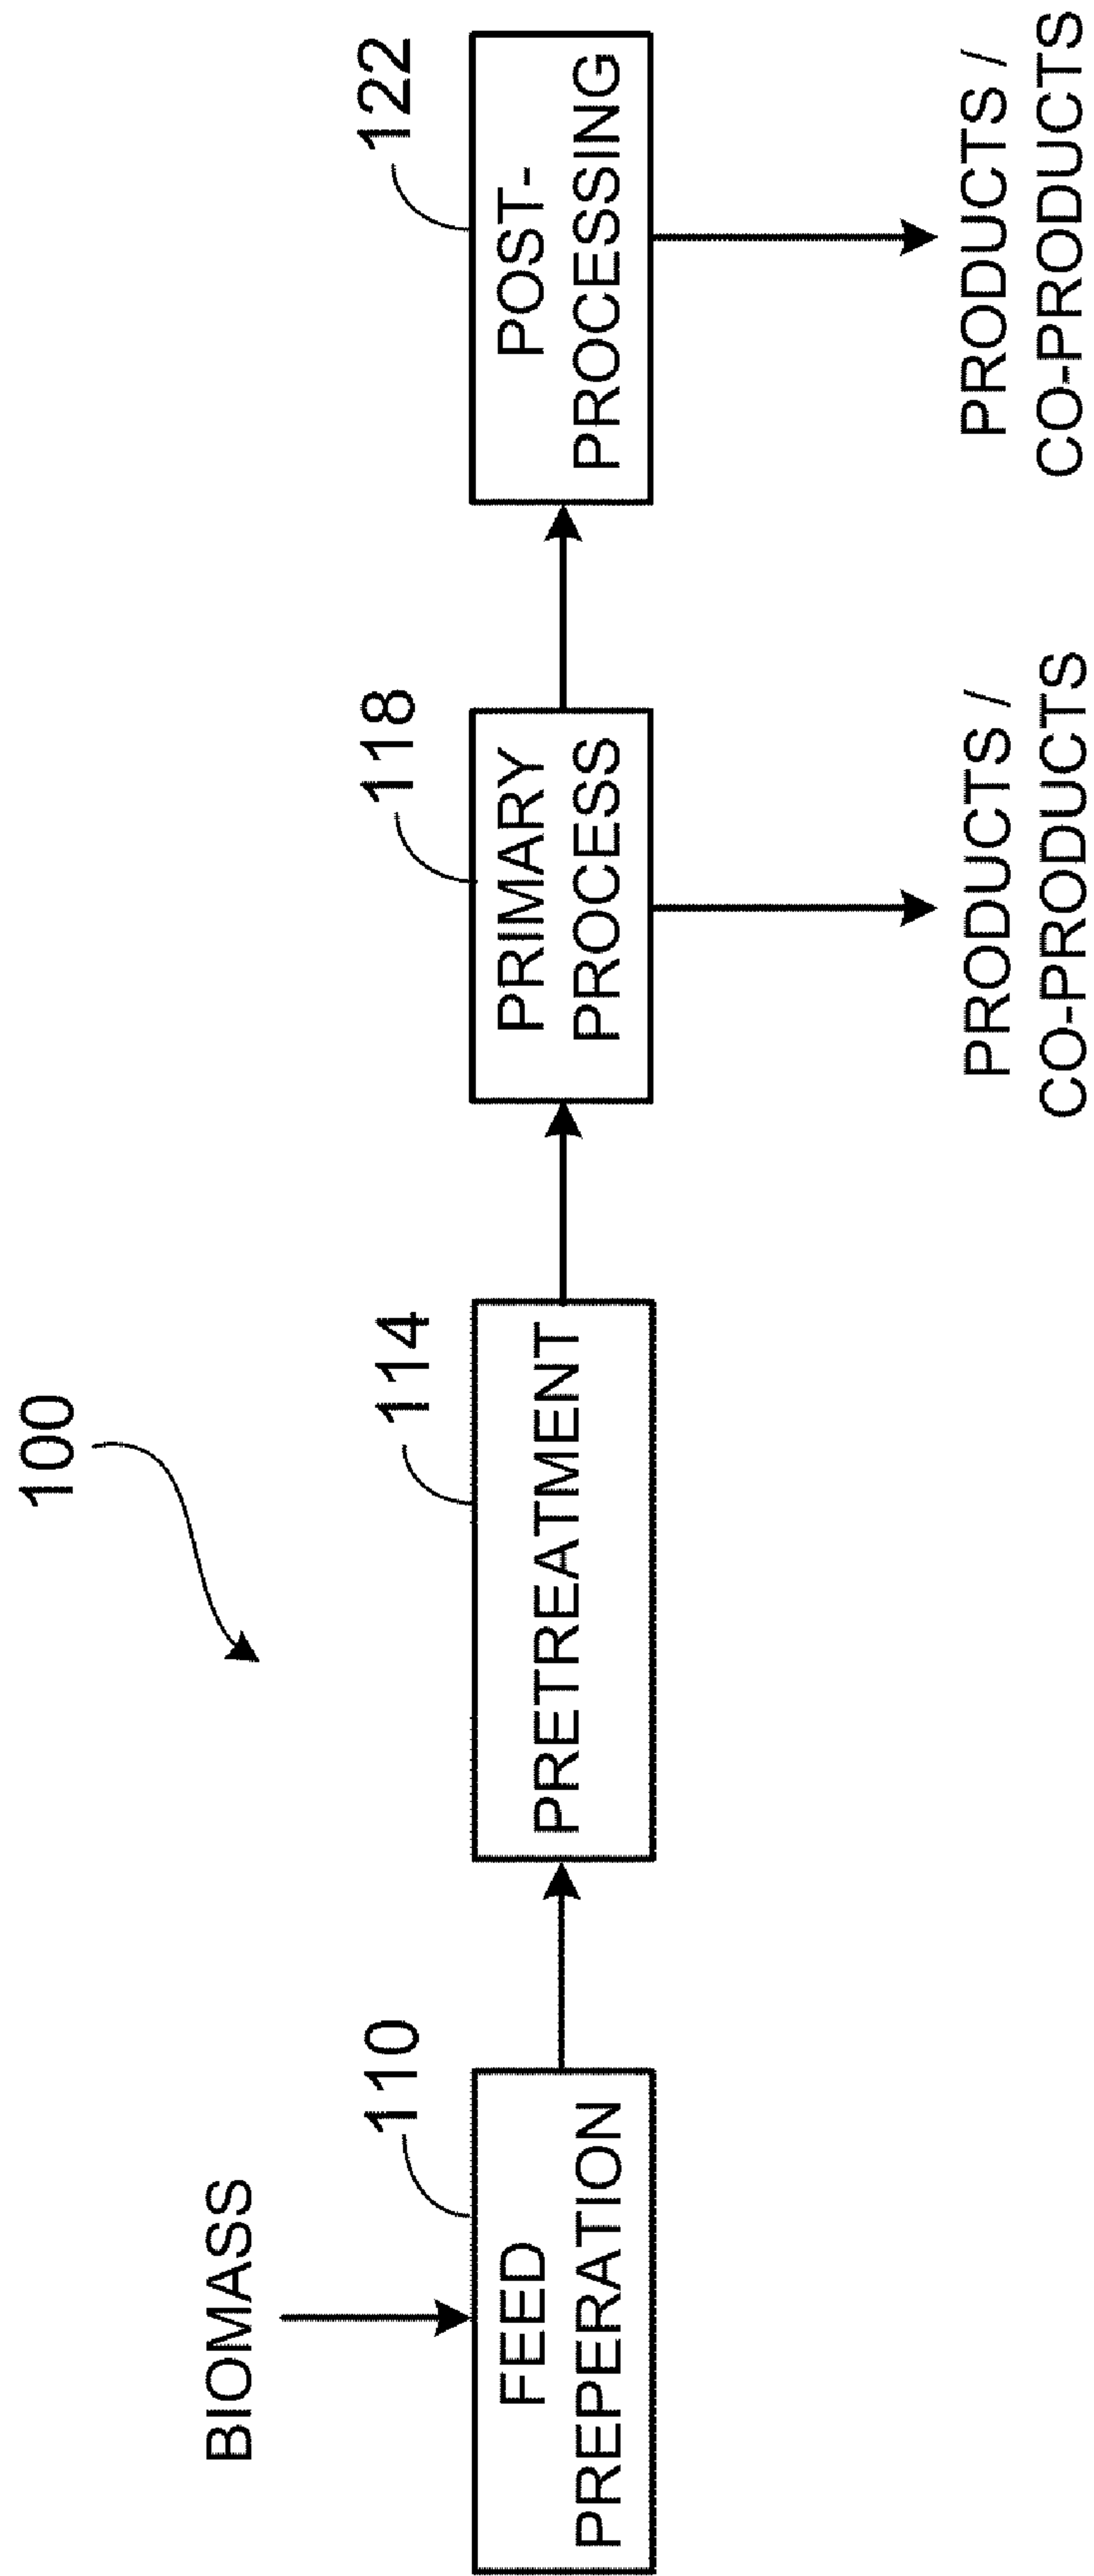 100
BIOMASS
110
FEED
PREPERATION
114
PRETREATMENT
118
PRIMARY
PROCESS
122
POST-
PROCESSING
PRODUCTS /
CO-PRODUCTS
PRODUCTS /
CO-PRODUCTS